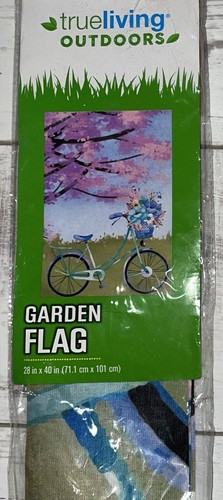 trueliving®
OUTDOORS
GARDEN
FLAG
28 in x 40 in (71.1 cm x 101 cm)